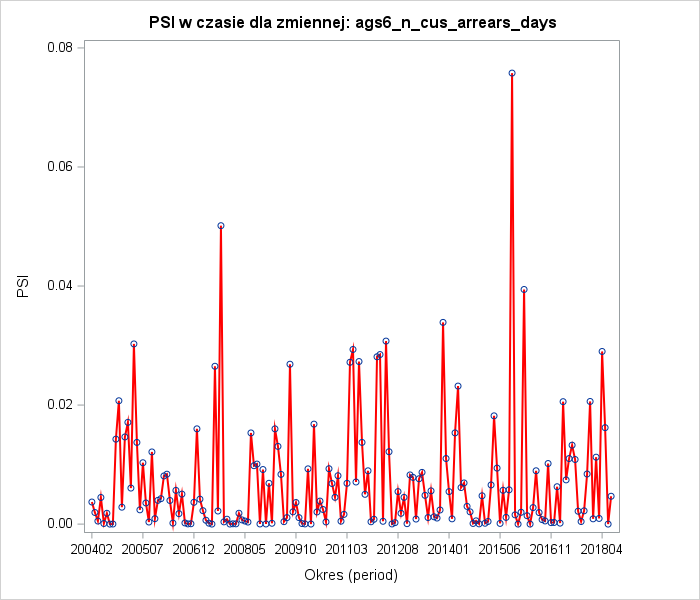 PSI w czasie dla zmiennej: ags6_n_cus_arrears_days
0.08
0.06
0.04
0.02
0.00
PSI
200402 200507 200612 200805 200910 201103 201208 201401 201506 201611 201804
Okres (period)